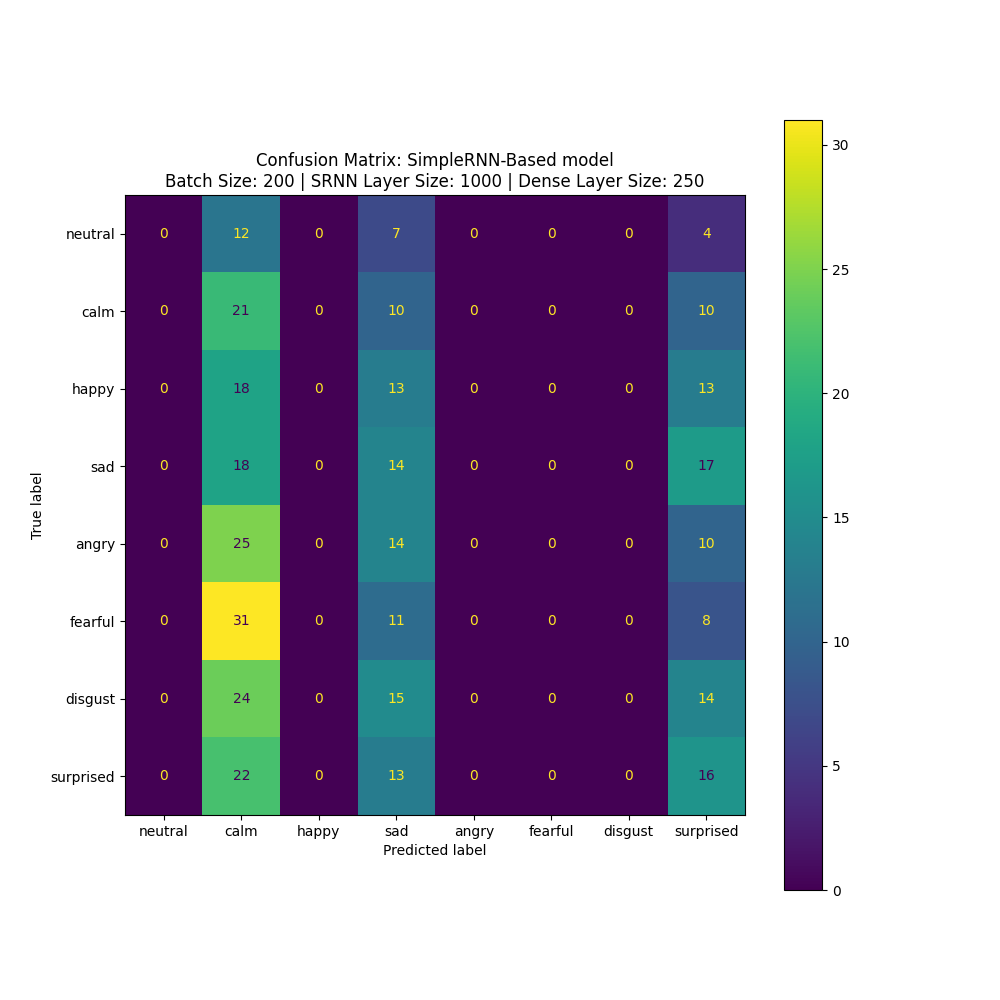 Confusion Matrix: SimpleRNN-Based model
Batch Size: 200 | SRNN Layer Size: 1000 | Dense Layer Size: 250
True label
neutral 0 12 0 7 0 0 0 4
calm 0 21 0 10 0 0 0 10
happy 0 18 0 13 0 0 0 13
sad 0 18 0 14 0 0 0 17
angry 0 25 0 14 0 0 0 10
fearful 0 31 0 11 0 0 0 8
disgust 0 24 0 15 0 0 0 14
surprised 0 22 0 13 0 0 0 16
neutral calm happy sad angry fearful disgust surprised
Predicted label
30
25
20
15
10
5
0